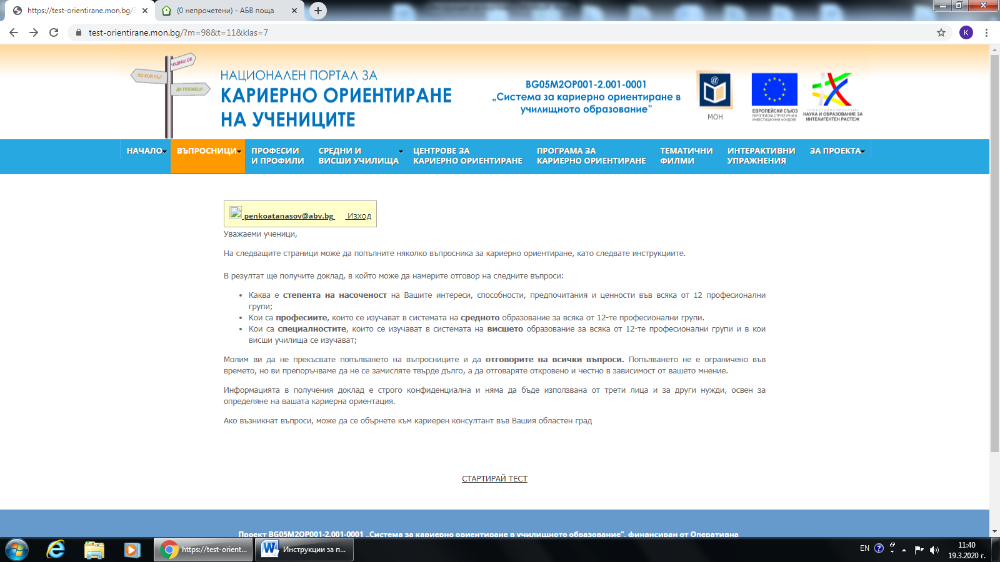 https://test-orientirane.mon.bg/?
(0 непрочетени) - АБВ поща
test-orientirane.mon.bg/?m=98&t=11&klas=7
K
ЧУДИШ СЕ
ПО КОЙ ПЪТ
ДА ПОЕМЕШ?
НАЦИОНАЛЕН ПОРТАЛ ЗА
КАРИЕРНО ОРИЕНТИРАНЕ
НА УЧЕНИЦИТЕ
BG05M2OP001-2.001-0001
„Система за кариерно ориентиране в
училищното образование"
МОН
ЕВРОПЕЙСКИ СЪЮЗ
ЕВРОПЕЙСКИ СТРУКТУРНИ И
ИНВЕСТИЦИОННИ ФОНДОВЕ
ОПЕРАТИВНА ПРОГРАМА
НАУКА И ОБРАЗОВАНИЕ ЗА
ИНТЕЛИГЕНТЕН РАСТЕЖ
НАЧАЛО
ВЪПРОСНИЦИ
ПРОФЕСИИ
И ПРОФИЛИ
СРЕДНИ И
ВИСШИ УЧИЛИЩА
ЦЕНТРОВЕ ЗА
КАРИЕРНО ОРИЕНТИРАНЕ
ПРОГРАМА ЗА
КАРИЕРНО ОРИЕНТИРАНЕ
ТЕМАТИЧНИ
ФИЛМИ
ИНТЕРАКТИВНИ
УПРАЖНЕНИЯ
ЗА ПРОЕКТА
penkoatanasov@abv.bg Изход
Уважаеми ученици,
На следващите страници може да попълните няколко въпросника за кариерно ориентиране, като следвате инструкциите.
В резултат ще получите доклад, в който може да намерите отговор на следните въпроси:
• Каква е степента на насоченост на Вашите интереси, способности, предпочитания и ценности във всяка от 12 професионални
групи;
• Кои са професиите, които се изучават в системата на средното образование за всяка от 12-те професионални групи.
• Кои са специалностите, които се изучават в системата на висшето образование за всяка от 12-те професионални групи и в кои
висши училища се изучават;
Молим ви да не прекъсвате попълването на въпросниците и да отговорите на всички въпроси. Попълването не е ограничено във
времето, но ви препоръчваме да не се замисляте твърде дълго, а да отговаряте откровено и честно в зависимост от вашето мнение.
Информацията в получения доклад е строго конфиденциална и няма да бъде използвана от трети лица и за други нужди, освен за
определяне на вашата кариерна ориентация.
Ако възникнат въпроси, може да се обърнете към кариерен консултант във Вашия областен град
СТАРТИРАЙ ТЕСТ
Проект BG05M2OP001-2.001-0001 „Система за кариерно ориентиране в училищното образование", финансиран от Оперативна
https://test-orient...
Инструкции за п...
EN
11:40
19.3.2020 г.